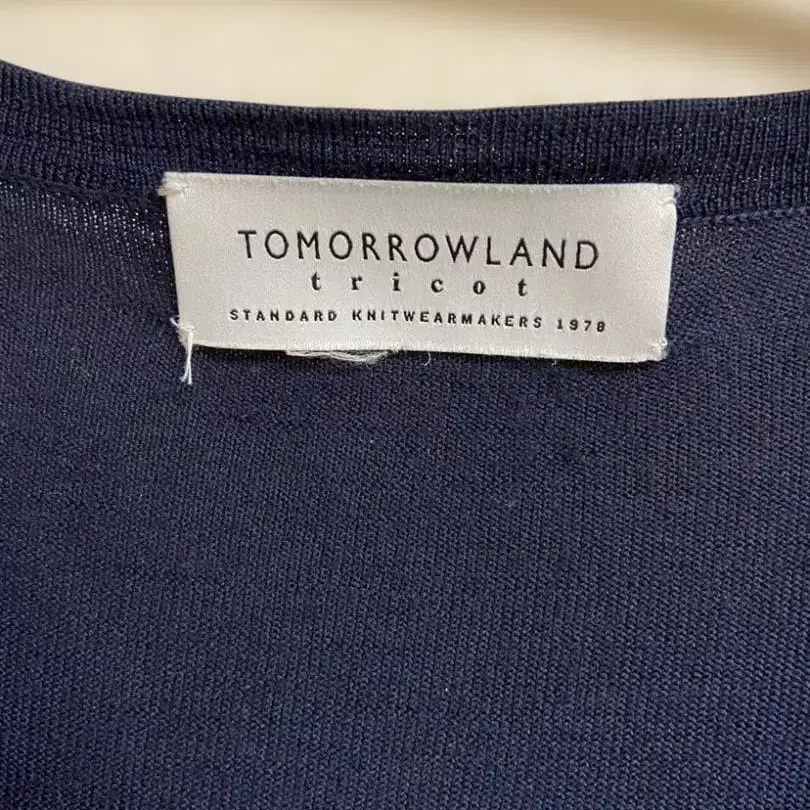 TOMORROWLAND
tricot
STANDARD KNITWEARMAKERS 1978